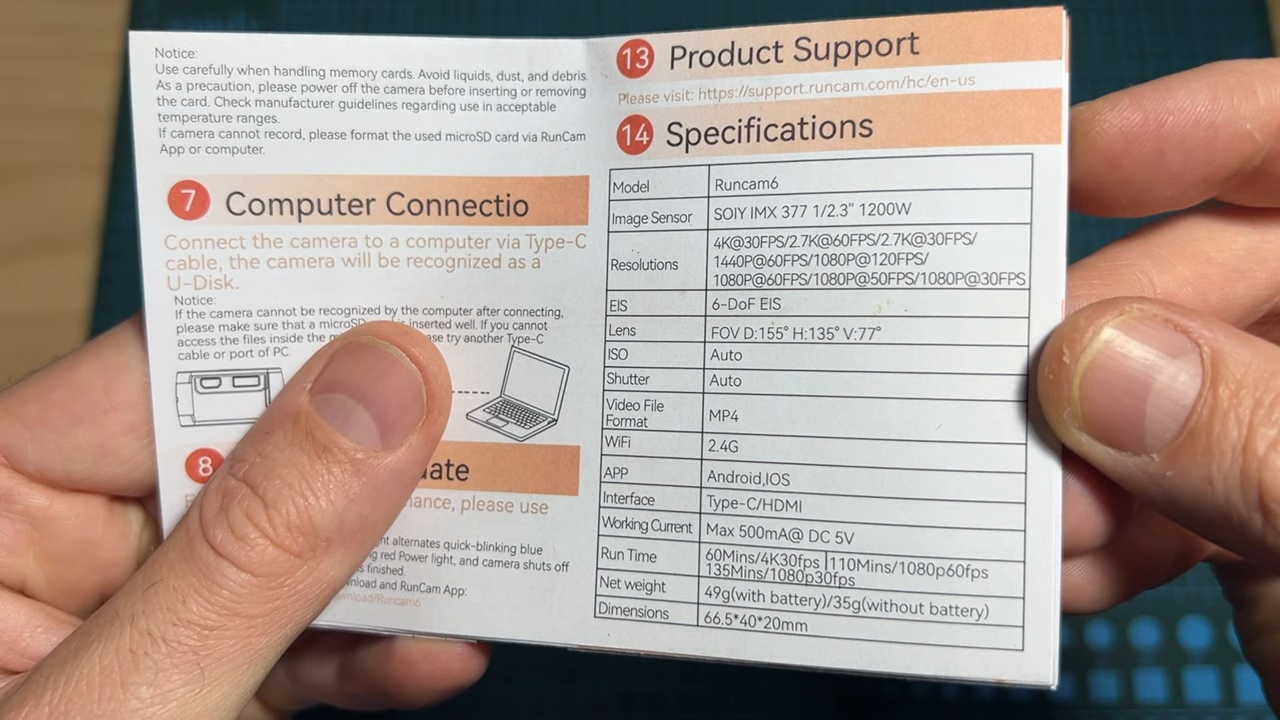 Notice:
Use carefully when handling memory cards. Avoid liquids, dust, and debris.
As a precaution, please power off the camera before inserting or removing
the card. Check manufacturer guidelines regarding use in acceptable
temperature ranges.
If camera cannot record, please format the used microSD card via RunCam
App or computer.
7 Computer Connectio
Connect the camera to a computer via Type-C
cable, the camera will be recognized as a
U-Disk.
Notice:
If the camera cannot be recognized by the computer after connecting,
please make sure that a microSD is inserted well. If you cannot
access the files inside the please try another Type-C
cable or port of PC.
8
please use
alternates quick-blinking blue
red Power light, and camera shuts off
finished.
and RunCam App:
/Runcam6
13 Product Support
Please visit: https://support.runcam.com/hc/en-us
14 Specifications
Model Runcam6
Image Sensor SOIY IMX 377 1/2.3" 1200W
Resolutions 4K@30FPS/2.7K@60FPS/2.7K@30FPS/
1440P@60FPS/1080P@120FPS/
1080P@60FPS/1080P@50FPS/1080P@30FPS
EIS 6-DoF EIS
Lens FOV D:155° H:135° V:77°
ISO Auto
Shutter Auto
Video File
Format MP4
WiFi 2.4G
APP Android,IOS
Interface Type-C/HDMI
Working Current Max 500mA@ DC 5V
Run Time 60Mins/4K30fps |110Mins/1080p60fps
135Mins/1080p30fps
Net weight 49g(with battery)/35g(without battery)
Dimensions 66.5*40*20mm